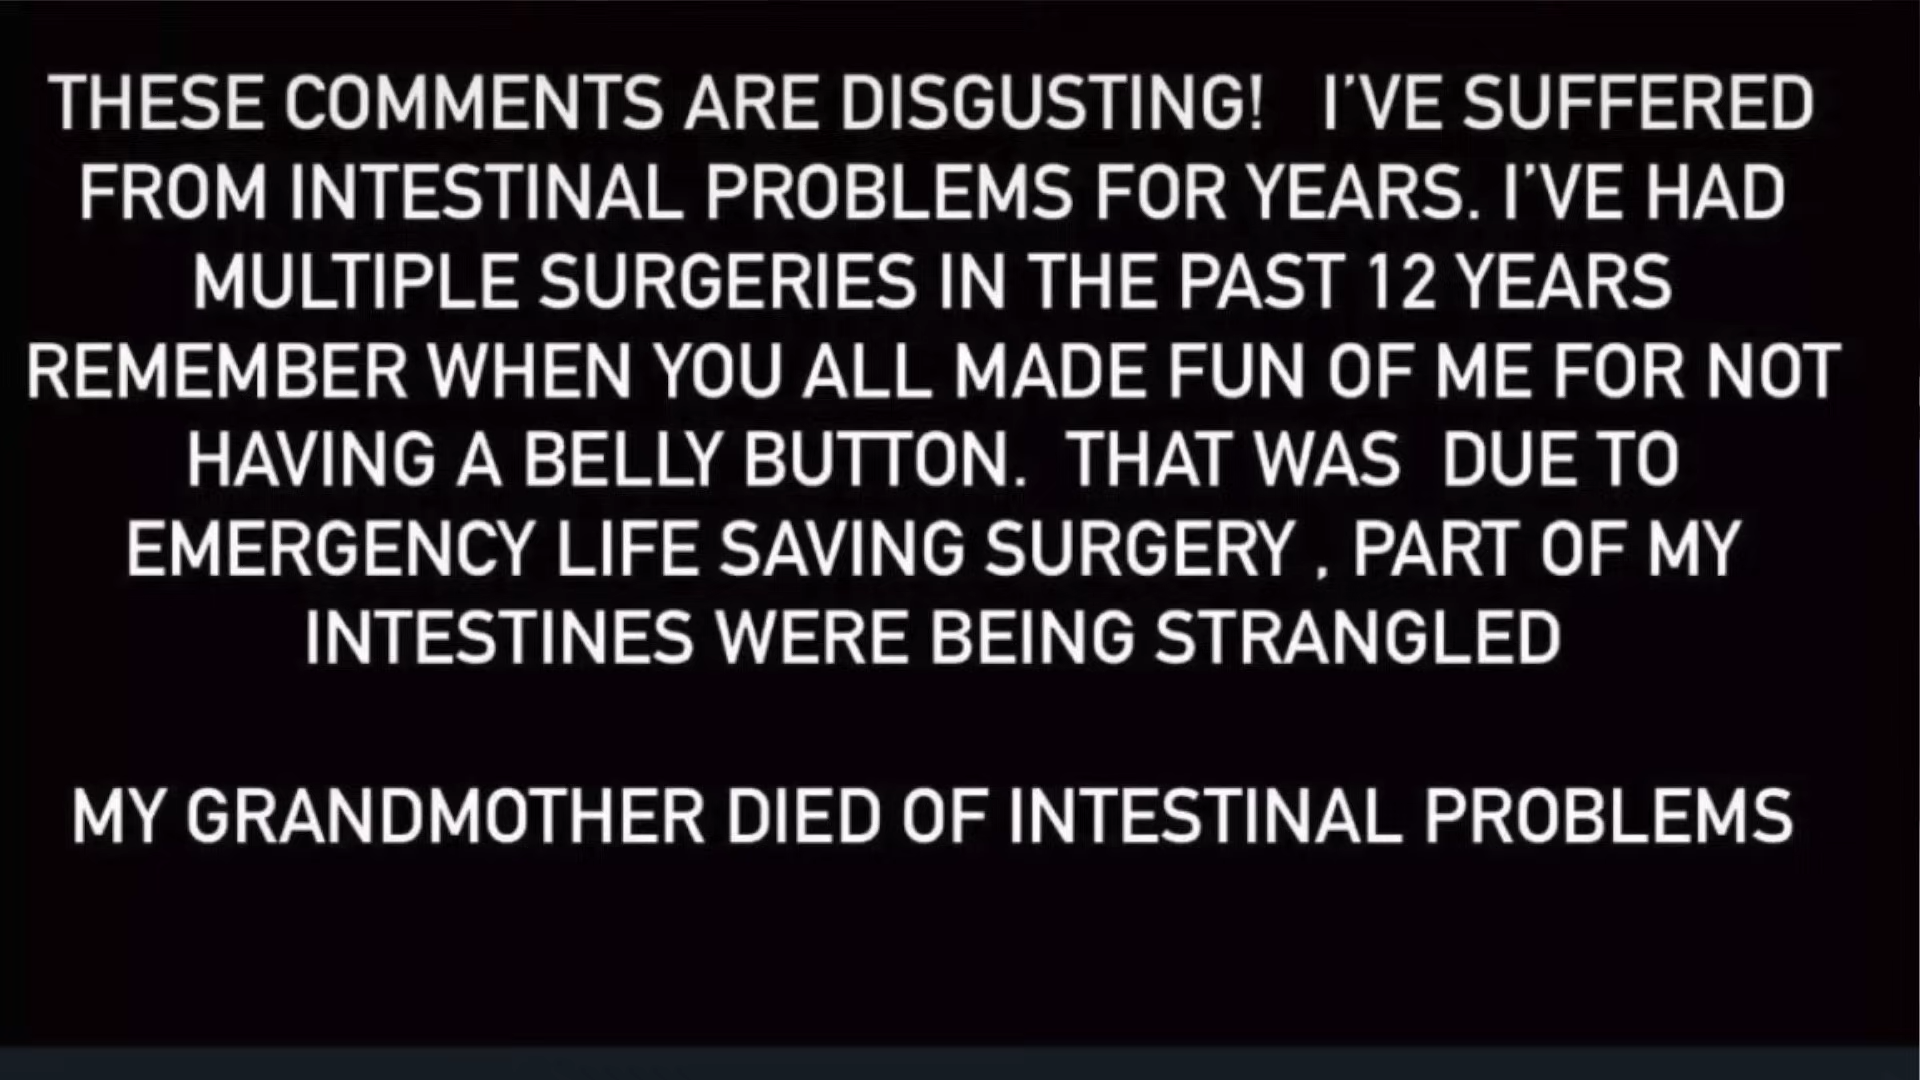 THESE COMMENTS ARE DISGUSTING! I'VE SUFFERED
FROM INTESTINAL PROBLEMS FOR YEARS. I'VE HAD
MULTIPLE SURGERIES IN THE PAST 12 YEARS
REMEMBER WHEN YOU ALL MADE FUN OF ME FOR NOT
HAVING A BELLY BUTTON. THAT WAS DUE TO
EMERGENCY LIFE SAVING SURGERY , PART OF MY
INTESTINES WERE BEING STRANGLED
MY GRANDMOTHER DIED OF INTESTINAL PROBLEMS